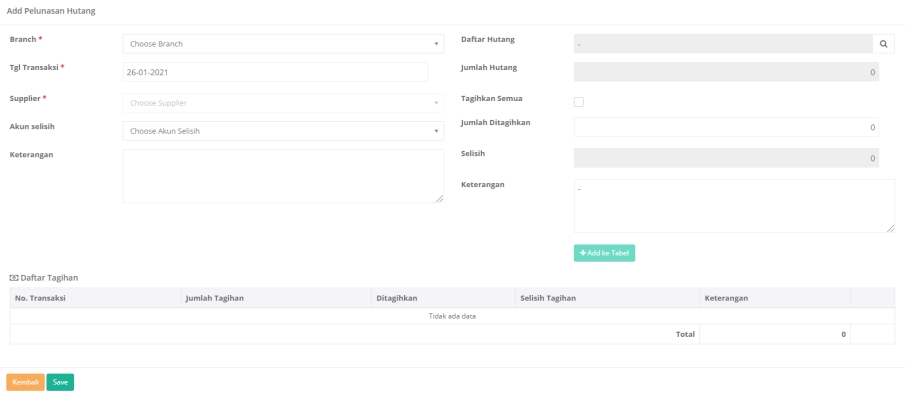 Add Pelunasan Hutang
Branch *
Choose Branch
Tgl Transaksi *
26-01-2021
Supplier *
Choose Supplier
Akun selisih
Choose Akun Selisih
Keterangan
Daftar Hutang
-
Jumlah Hutang
0
Tagihkan Semua
Jumlah Ditagihkan
0
Selisih
0
Keterangan
-
+ Add ke Tabel
Daftar Tagihan
No. Transaksi Jumlah Tagihan Ditagihkan Selisih Tagihan Keterangan
Tidak ada data
Total 0
Kembali Save